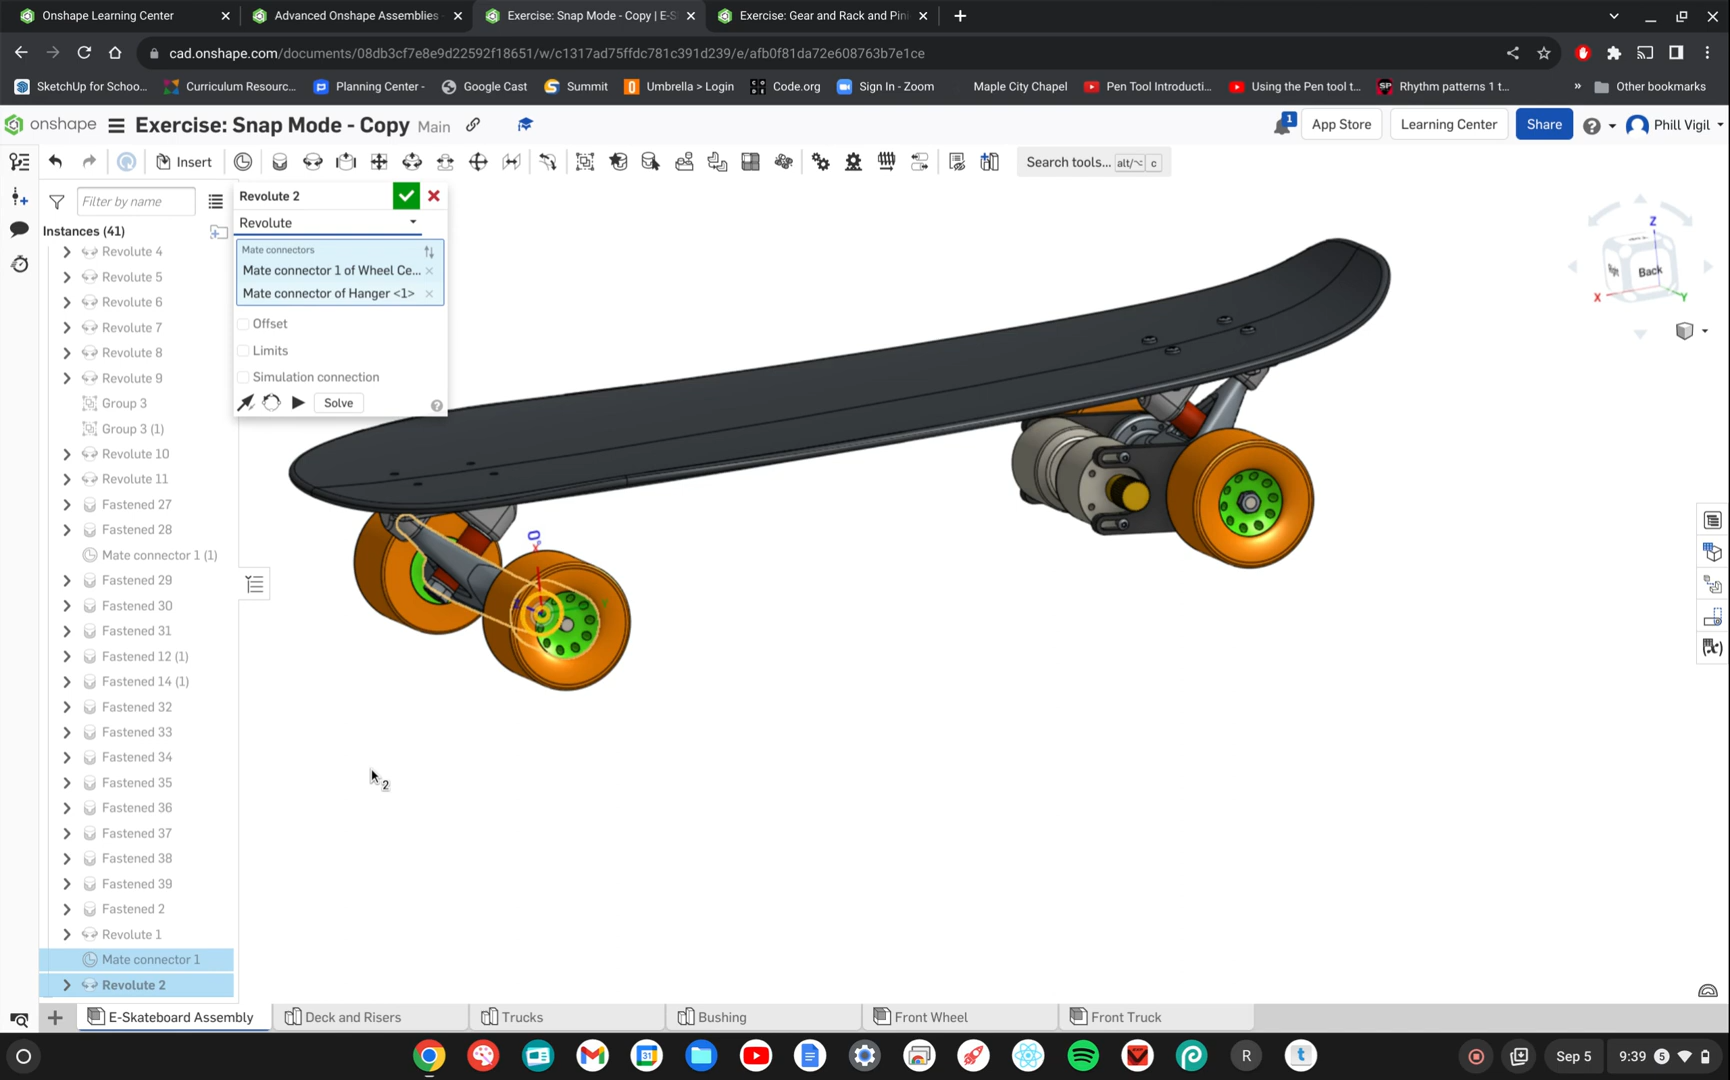 Onshape Learning Center
Advanced Onshape Assemblies -
Exercise: Snap Mode - Copy | E-S
Exercise: Gear and Rack and Pini
cad.onshape.com/documents/08db3cf7e8e9d22592f18651/w/c1317ad75ffdc781c391d239/e/afb0f81da72e608763b7e1ce
SketchUp for Schoo...
Curriculum Resourc...
Planning Center -
Google Cast
Summit
Umbrella > Login
Code.org
Sign In - Zoom
Maple City Chapel
Pen Tool Introducti...
Using the Pen tool t...
SP
Rhythm patterns 1 t...
»
Other bookmarks
onshape
Exercise: Snap Mode - Copy Main
1
App Store
Learning Center
Share
Phill Vigil
Insert
Search tools... alt/⌥ c
Filter by name
Instances (41)
Revolute 4
Revolute 5
Revolute 6
Revolute 7
Revolute 8
Revolute 9
Group 3
Group 3 (1)
Revolute 10
Revolute 11
Fastened 27
Fastened 28
Mate connector 1 (1)
Fastened 29
Fastened 30
Fastened 31
Fastened 12 (1)
Fastened 14 (1)
Fastened 32
Fastened 33
Fastened 34
Fastened 35
Fastened 36
Fastened 37
Fastened 38
Fastened 39
Fastened 2
Revolute 1
Mate connector 1
Revolute 2
Revolute 2
Revolute
Mate connectors
Mate connector 1 of Wheel Ce...
Mate connector of Hanger <1>
Offset
Limits
Simulation connection
Solve
2
Z
Back
X
Y
E-Skateboard Assembly
Deck and Risers
Trucks
Bushing
Front Wheel
Front Truck
31
R
t
Sep 5
9:39
5